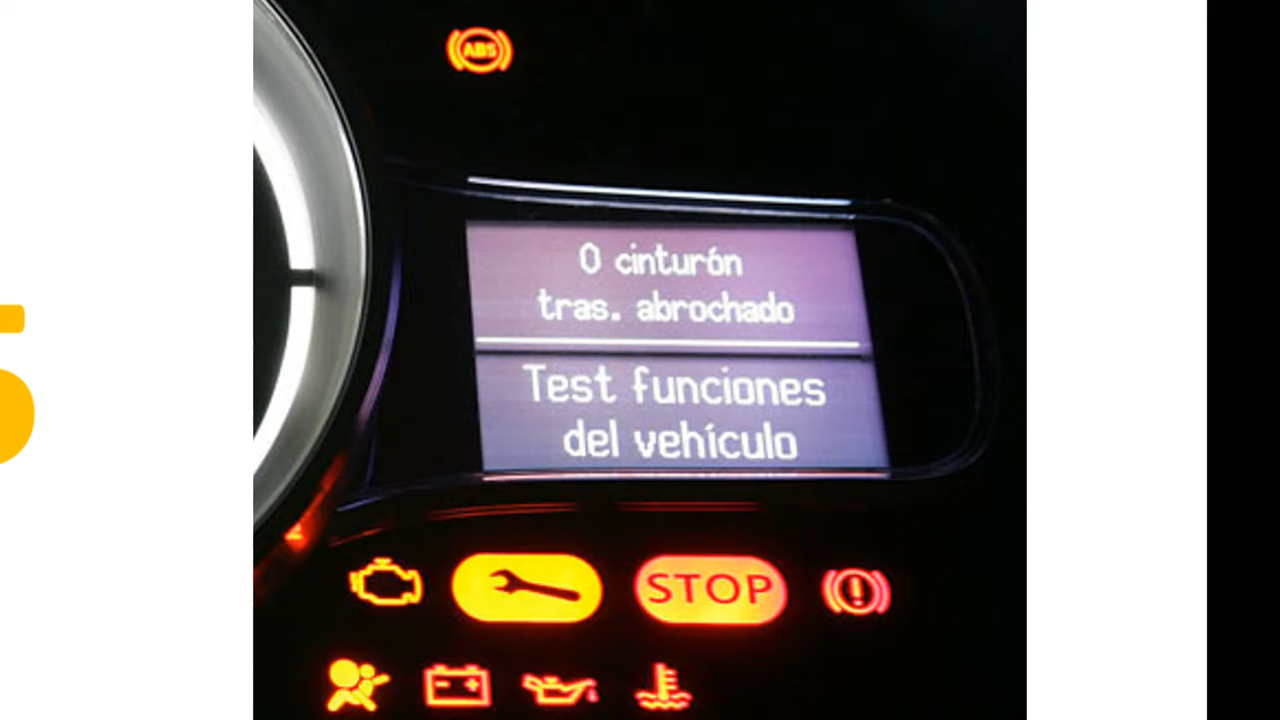 ABS
0 cinturón
tras. abrochado
Test funciones
del vehículo
STOP